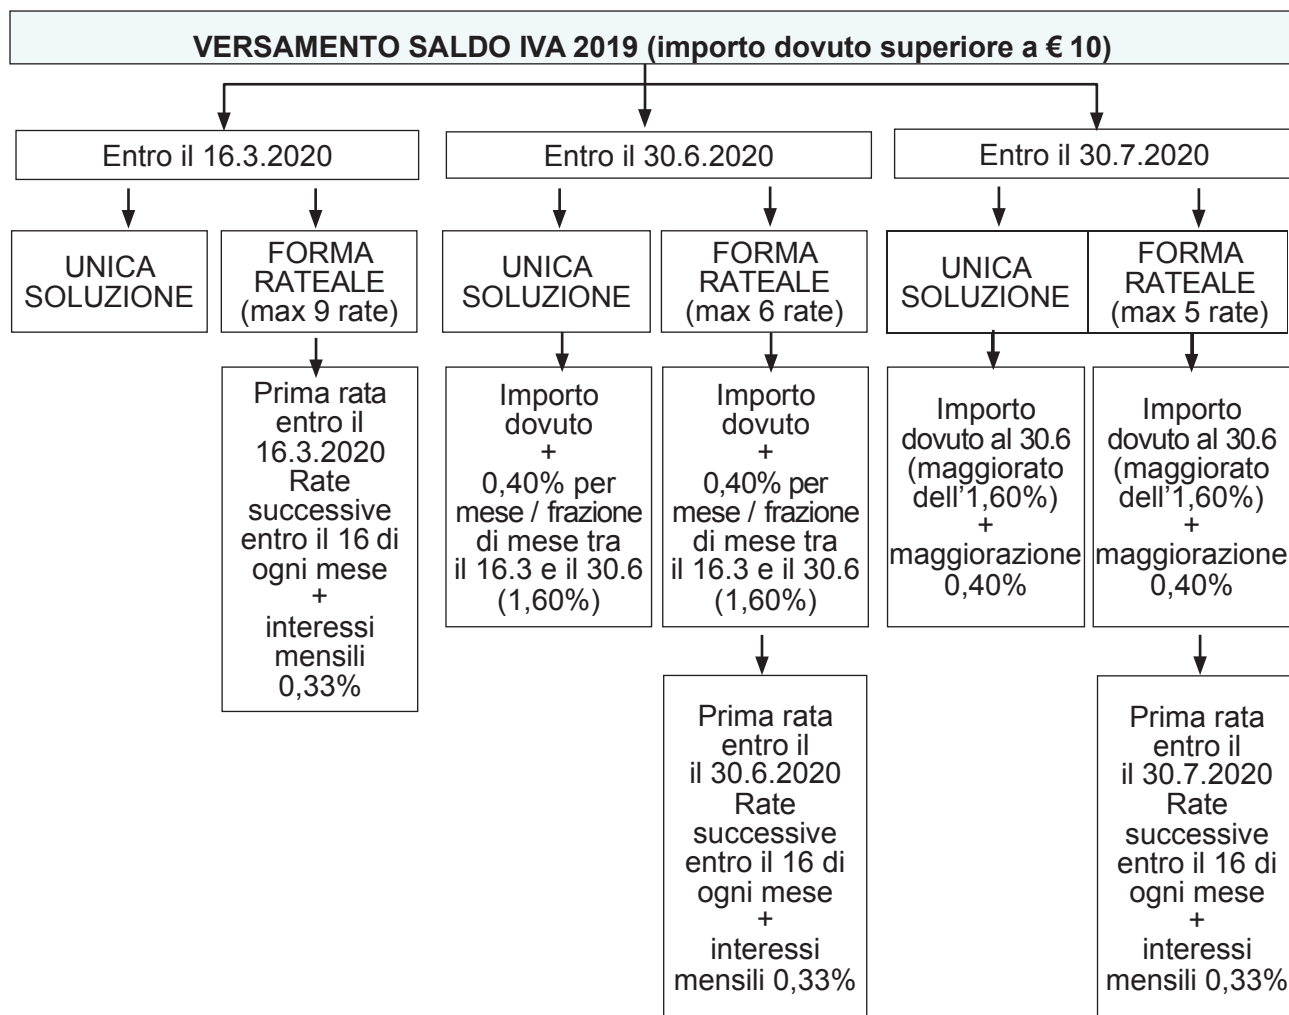 VERSAMENTO SALDO IVA 2019 (importo dovuto superiore a € 10)
Entro il 16.3.2020
Entro il 30.6.2020
Entro il 30.7.2020
UNICA
SOLUZIONE
FORMA
RATEALE
(max 9 rate)
UNICA
SOLUZIONE
FORMA
RATEALE
(max 6 rate)
UNICA
SOLUZIONE
FORMA
RATEALE
(max 5 rate)
Prima rata
entro il
16.3.2020
Rate
successive
entro il 16 di
ogni mese
+
interessi
mensili
0,33%
Importo
dovuto
+
0,40% per
mese / frazione
di mese tra
il 16.3 e il 30.6
(1,60%)
Importo
dovuto
+
0,40% per
mese / frazione
di mese tra
il 16.3 e il 30.6
(1,60%)
Importo
dovuto al 30.6
(maggiorato
dell'1,60%)
+
maggiorazione
0,40%
Importo
dovuto al 30.6
(maggiorato
dell'1,60%)
+
maggiorazione
0,40%
Prima rata
entro il
il 30.6.2020
Rate
successive
entro il 16 di
ogni mese
+
interessi
mensili 0,33%
Prima rata
entro il
il 30.7.2020
Rate
successive
entro il 16 di
ogni mese
+
interessi
mensili 0,33%